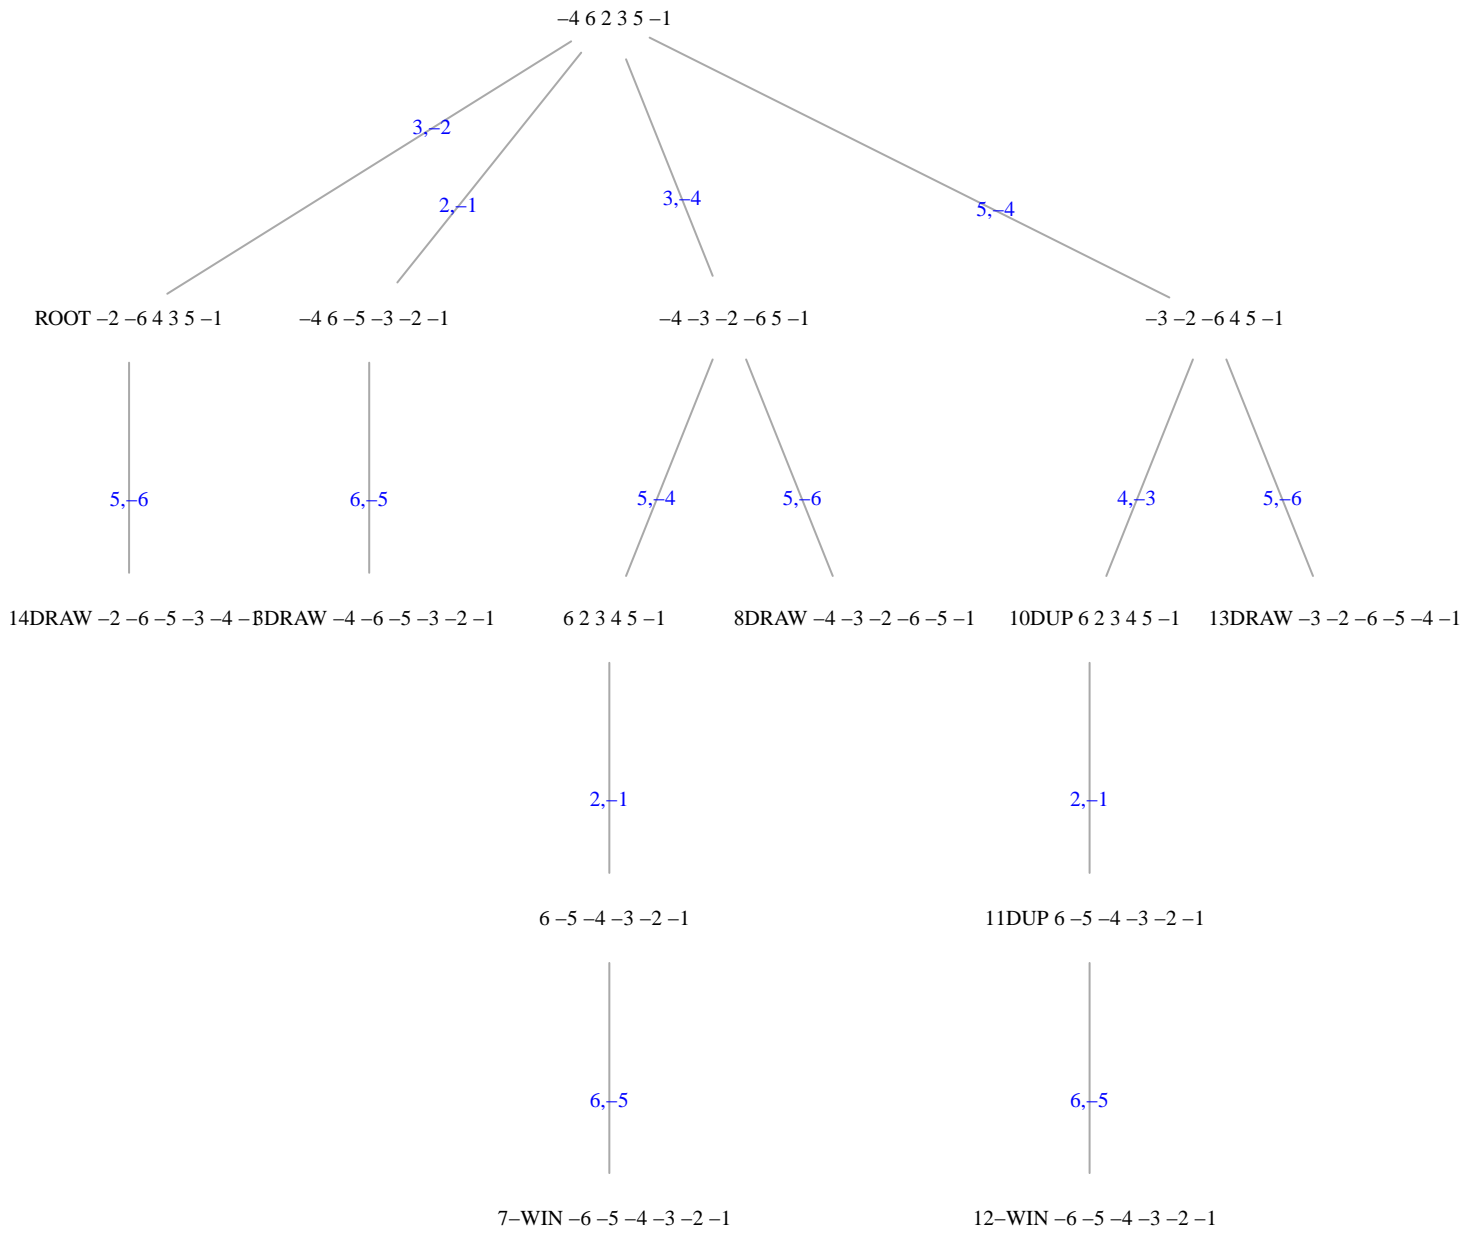 −4 6 2 3 5 −1
3,−2
2,−1
3,−4
5,−4
ROOT −2 −6 4 3 5 −1
−4 6 −5 −3 −2 −1
−4 −3 −2 −6 5 −1
−3 −2 −6 4 5 −1
5,−6
6,−5
5,−4
5,−6
4,−3
5,−6
14DRAW −2 −6 −5 −3 −4 −
3DRAW −4 −6 −5 −3 −2 −1
6 2 3 4 5 −1
8DRAW −4 −3 −2 −6 −5 −1
10DUP 6 2 3 4 5 −1
13DRAW −3 −2 −6 −5 −4 −1
2,−1
2,−1
6 −5 −4 −3 −2 −1
11DUP 6 −5 −4 −3 −2 −1
6,−5
6,−5
7−WIN −6 −5 −4 −3 −2 −1
12−WIN −6 −5 −4 −3 −2 −1